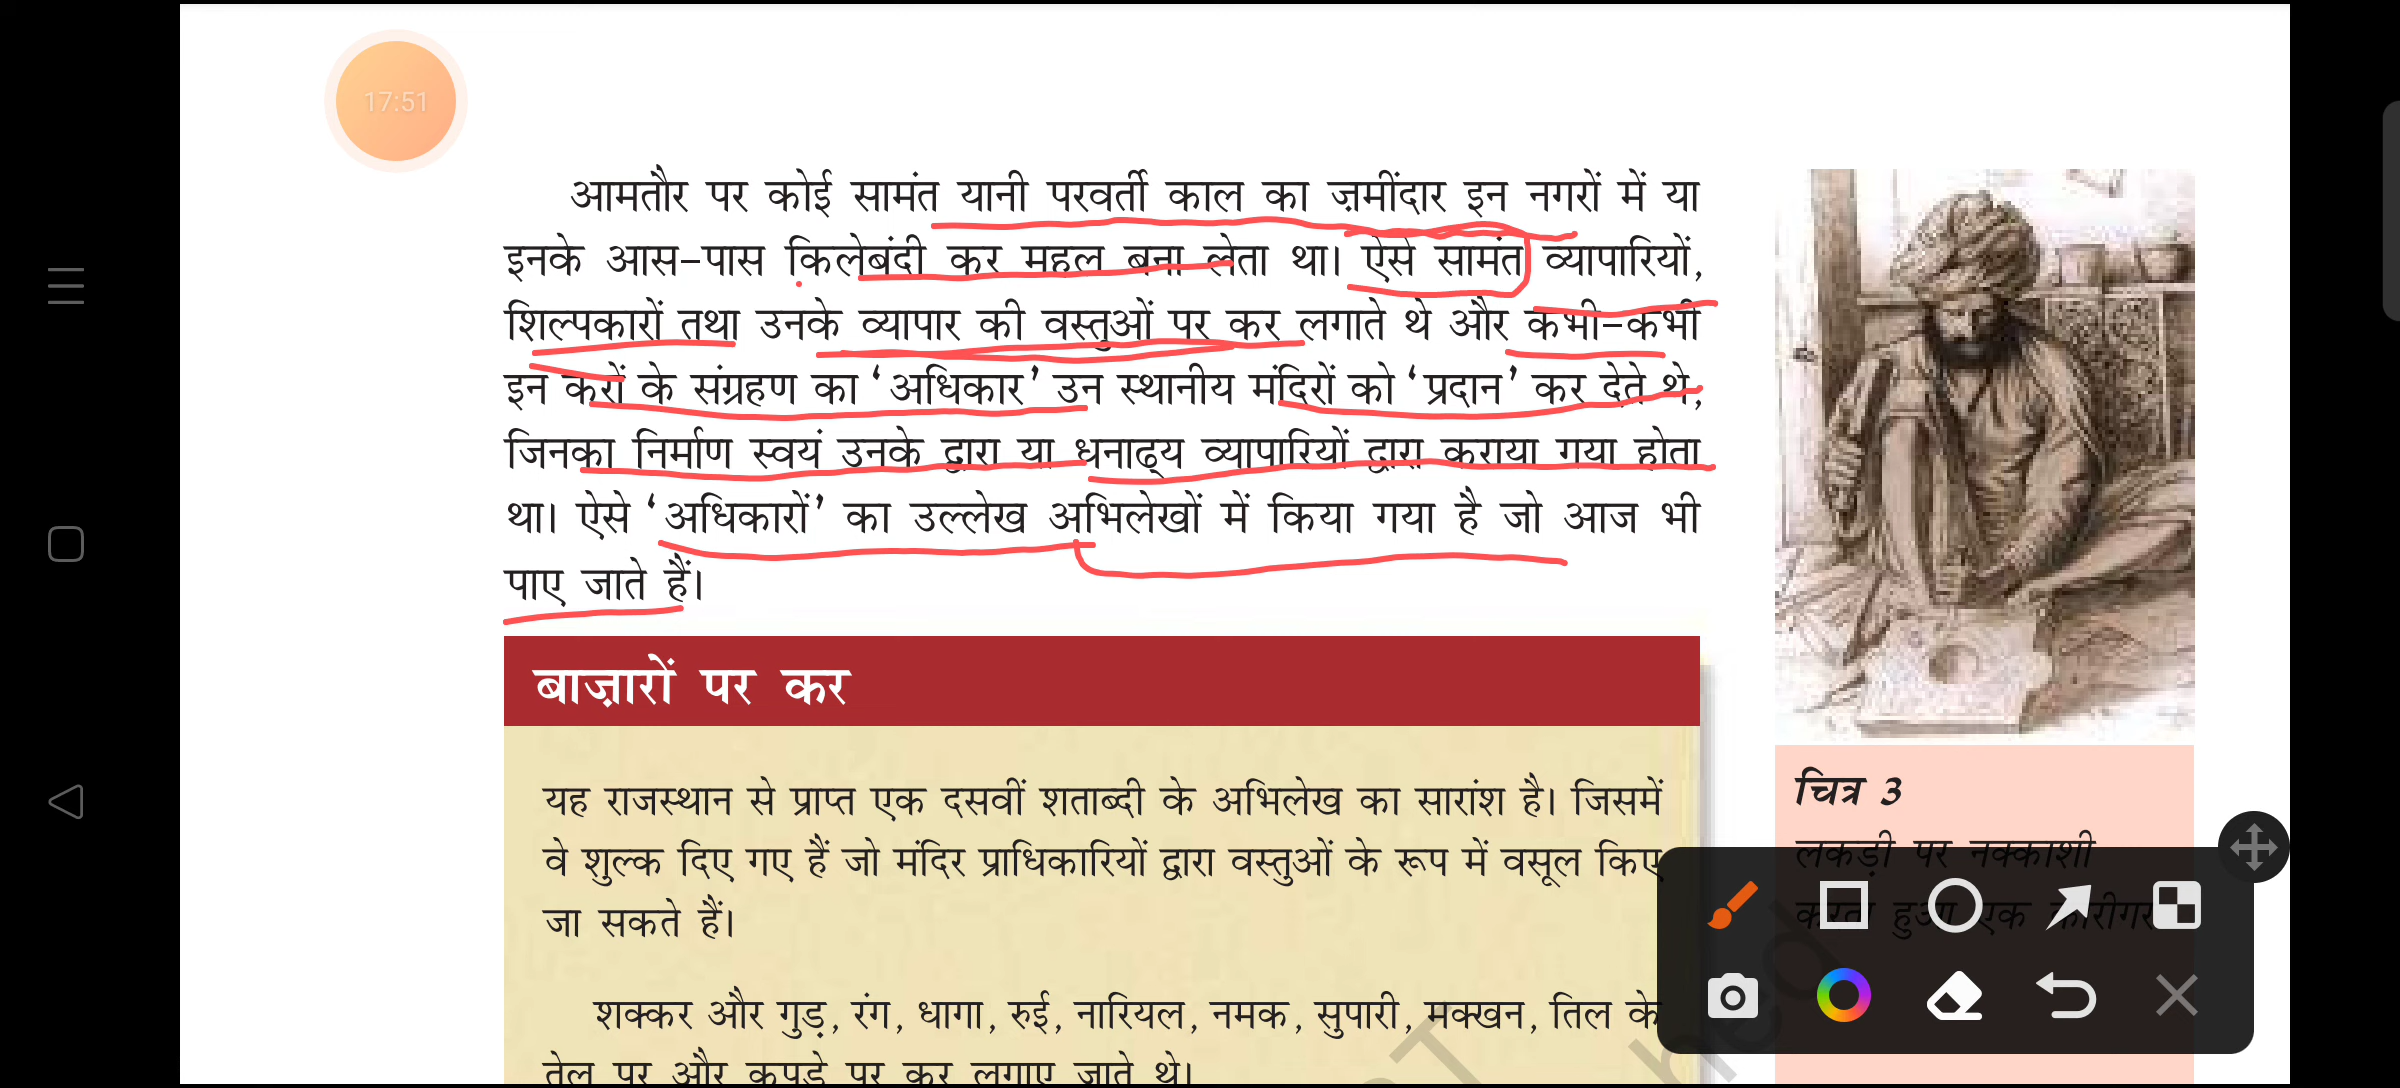 17:51
आमतौर पर कोई सामंत यानी परवर्ती काल का ज़मींदार इन नगरों में या
इनके आस-पास क़िलेबंदी कर महल बना लेता था। ऐसे सामंत व्यापारियों,
शिल्पकारों तथा उनके व्यापार की वस्तुओं पर कर लगाते थे और कभी-कभी
इन करों के संग्रहण का ‘अधिकार’ उन स्थानीय मंदिरों को ‘प्रदान’ कर देते थे,
जिनका निर्माण स्वयं उनके द्वारा या धनाढ्य व्यापारियों द्वारा कराया गया होता
था। ऐसे ‘अधिकारों’ का उल्लेख अभिलेखों में किया गया है जो आज भी
पाए जाते हैं।
बाज़ारों पर कर
यह राजस्थान से प्राप्त एक दसवीं शताब्दी के अभिलेख का सारांश है। जिसमें
वे शुल्क दिए गए हैं जो मंदिर प्राधिकारियों द्वारा वस्तुओं के रूप में वसूल किए
जा सकते हैं।
शक्कर और गुड़, रंग, धागा, रुई, नारियल, नमक, सुपारी, मक्खन, तिल के
तेल पर और कपड़े पर कर लगाए जाते थे।
चित्र 3
लकड़ी पर नक्काशी
करता हुआ एक कारीगर